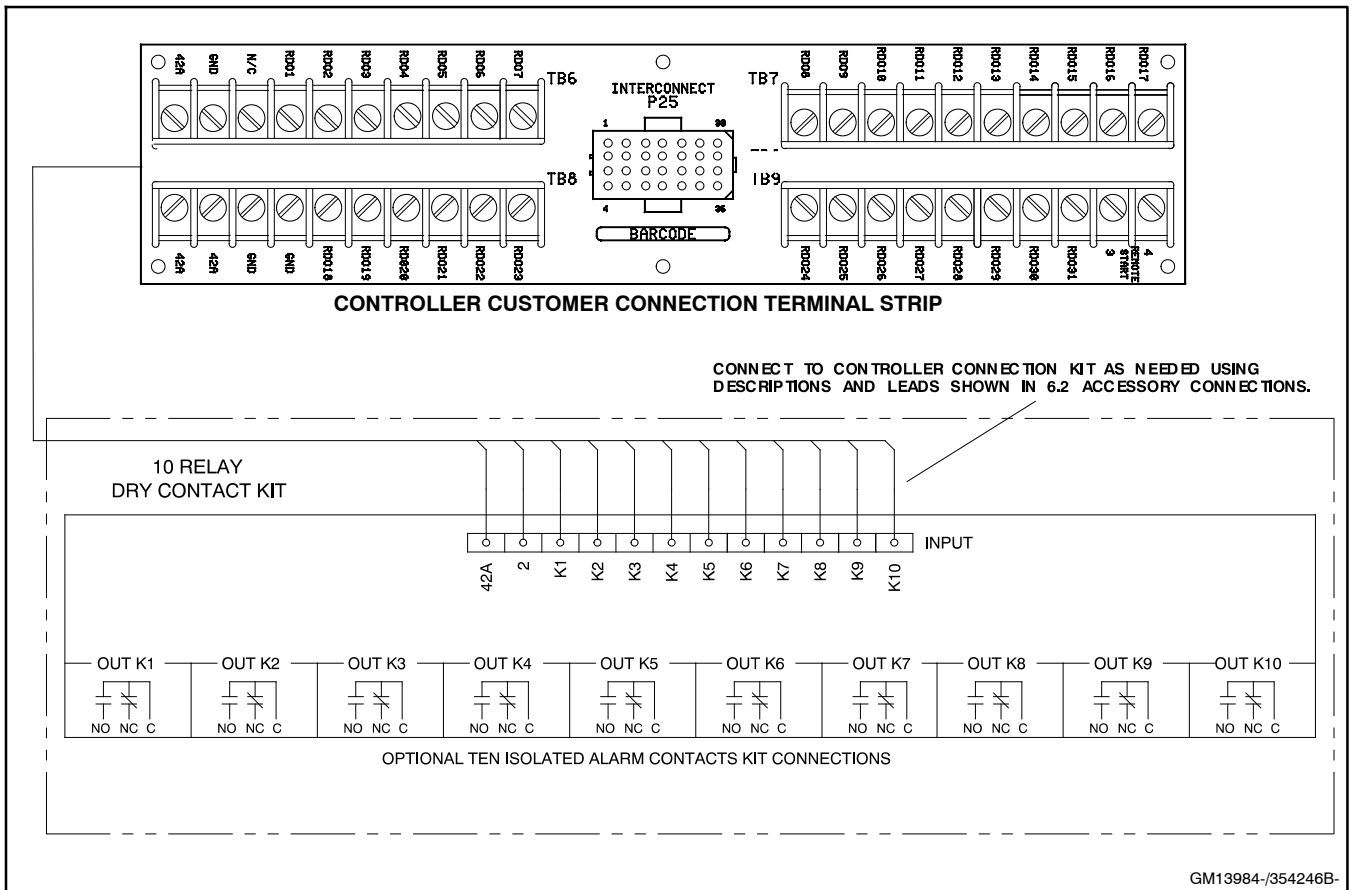 42A GND N/C RDO1 RDO2 RDO3 RDO4 RDO5 RDO6 RDO7
TB6
INTERCONNECT
P25
1 33
TB7
RDO8 RDO9 RDO10 RDO11 RDO12 RDO13 RDO14 RDO15 RDO16 RDO17
TB8
4 36
BARCODE
TB9
42A 42A GND GND RDO18 RDO19 RDO20 RDO21 RDO22 RDO23
RDO24 RDO25 RDO26 RDO27 RDO28 RDO29 RDO30 RDO31 3 REMOTE START 4
CONTROLLER CUSTOMER CONNECTION TERMINAL STRIP
CONNECT TO CONTROLLER CONNECTION KIT AS NEEDED USING
DESCRIPTIONS AND LEADS SHOWN IN 6.2 ACCESSORY CONNECTIONS.
10 RELAY
DRY CONTACT KIT
INPUT
42A 2 K1 K2 K3 K4 K5 K6 K7 K8 K9 K10
OUT K1 OUT K2 OUT K3 OUT K4 OUT K5 OUT K6 OUT K7 OUT K8 OUT K9 OUT K10
NO NC C NO NC C NO NC C NO NC C NO NC C NO NC C NO NC C NO NC C NO NC C NO NC C
OPTIONAL TEN ISOLATED ALARM CONTACTS KIT CONNECTIONS
GM13984-/354246B-